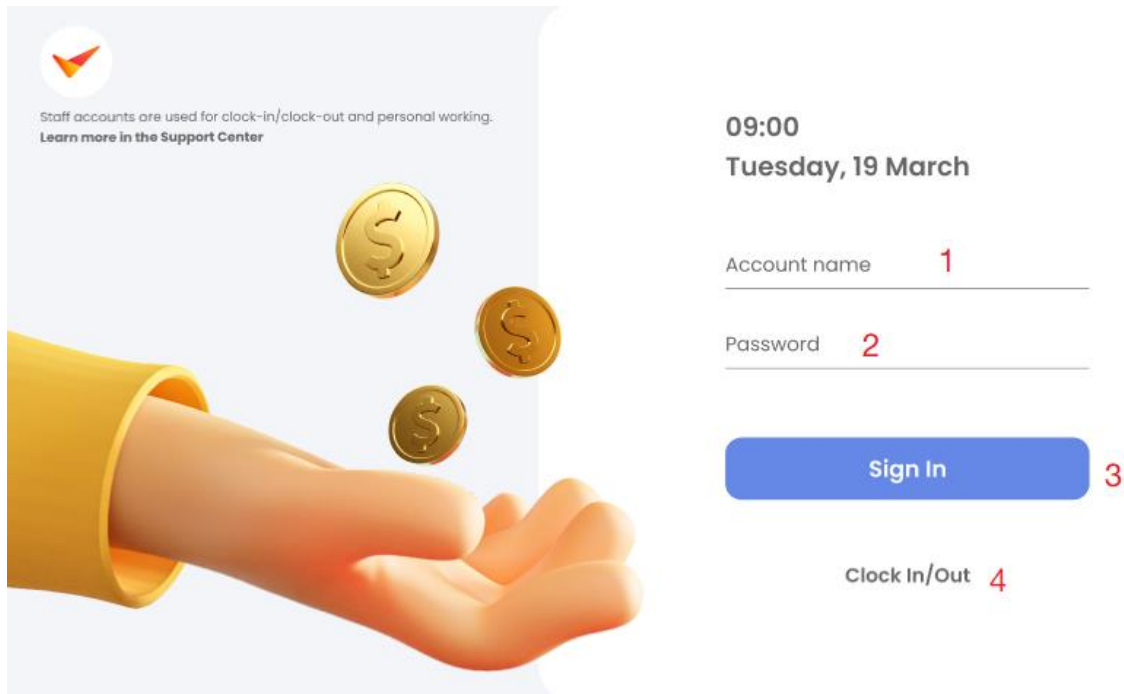 Staff accounts are used for clock-in/clock-out and personal working.
Learn more in the Support Center
09:00
Tuesday, 19 March
Account name 1
Password 2
Sign In 3
Clock In/Out 4